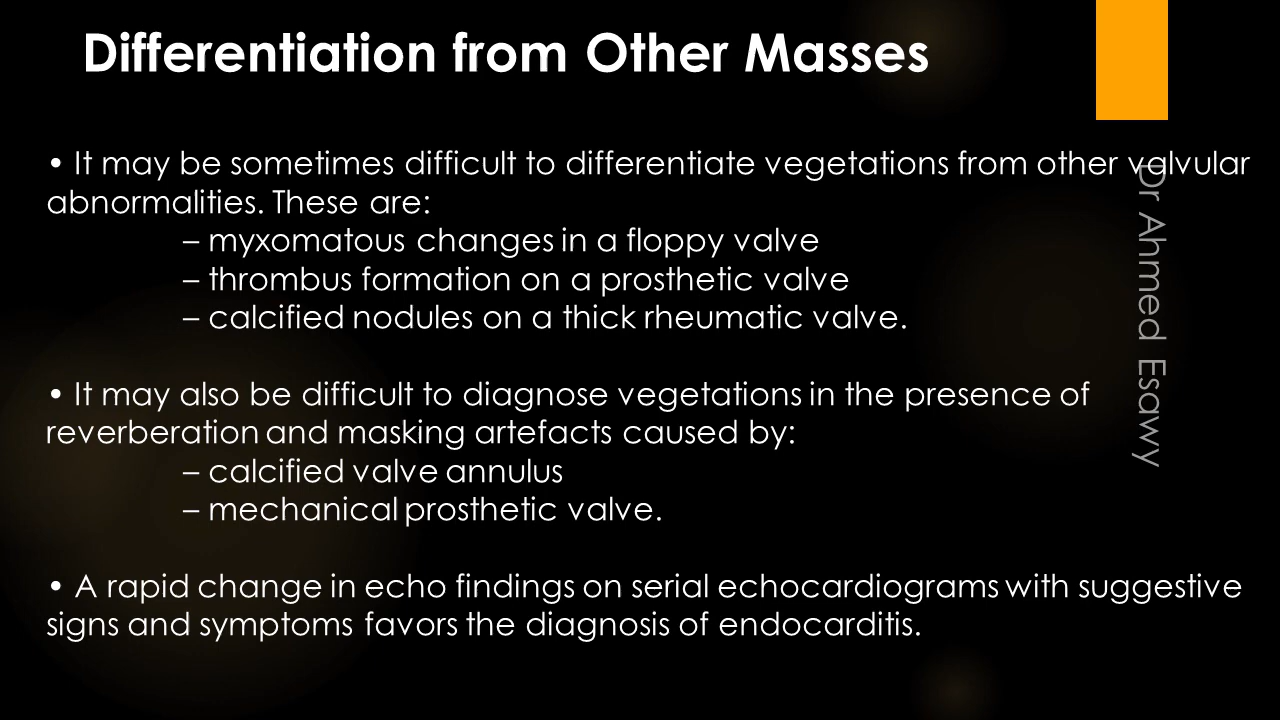 Differentiation from Other Masses
• It may be sometimes difficult to differentiate vegetations from other valvular
abnormalities. These are:
– myxomatous changes in a floppy valve
– thrombus formation on a prosthetic valve
– calcified nodules on a thick rheumatic valve.
• It may also be difficult to diagnose vegetations in the presence of
reverberation and masking artefacts caused by:
– calcified valve annulus
– mechanical prosthetic valve.
• A rapid change in echo findings on serial echocardiograms with suggestive
signs and symptoms favors the diagnosis of endocarditis.
Dr Ahmed Esawy